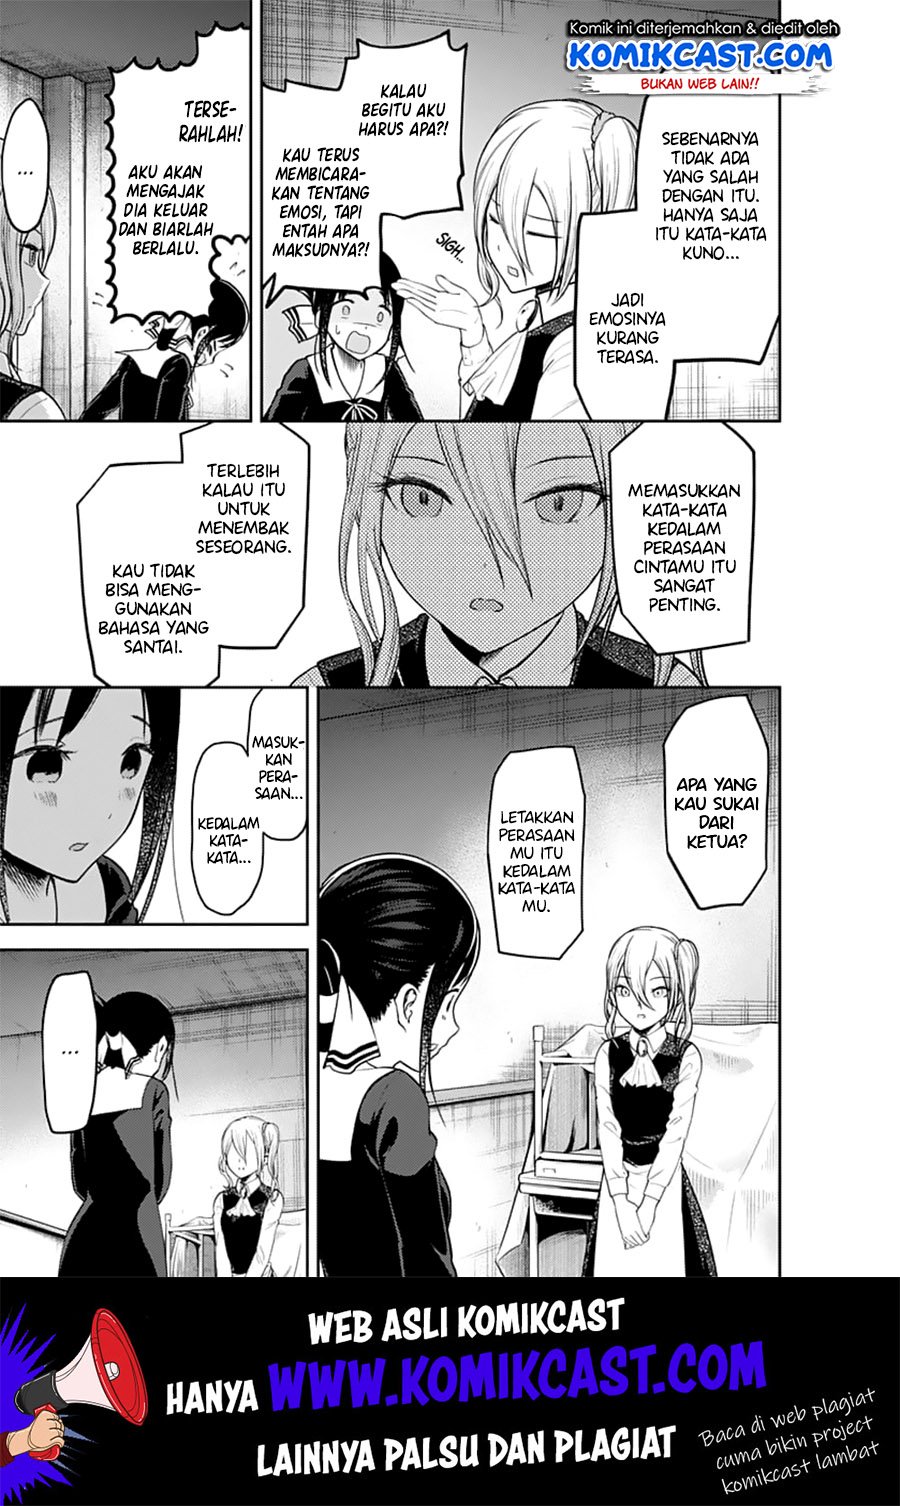 Komik ini diterjemahkan & diedit oleh
KOMIKCAST.COM
BUKAN WEB LAIN!!
SEBENARNYA
TIDAK ADA
YANG SALAH
DENGAN ITU.
HANYA SAJA
ITU KATA-KATA
KUNO...
JADI
EMOSINYA
KURANG
TERASA.
SIGH...
KALAU
BEGITU AKU
HARUS APA?!
KAU TERUS
MEMBICARA-
KAN TENTANG
EMOSI, TAPI
ENTAH APA
MAKSUDNYA?!
TERSE-
RAHLAH!
AKU AKAN
MENGAJAK
DIA KELUAR
DAN BIARLAH
BERLALU.
...
MEMASUKKAN
KATA-KATA
KEDALAM
PERASAAN
CINTAMU ITU
SANGAT
PENTING.
TERLEBIH
KALAU ITU
UNTUK
MENEMBAK
SESEORANG.
KAU TIDAK
BISA MENG-
GUNAKAN
BAHASA YANG
SANTAI.
APA YANG
KAU SUKAI
DARI
KETUA?
LETAKKAN
PERASAAN
MU ITU
KEDALAM
KATA-KATA
MU.
MASUK-
KAN
PERA-
SAAN...
KEDALAM
KATA-
KATA...
...
WEB ASLI KOMIKCAST
HANYA WWW.KOMIKCAST.COM
LAINNYA PALSU DAN PLAGIAT
Baca di web plagiat
cuma bikin project
komikcast lambat